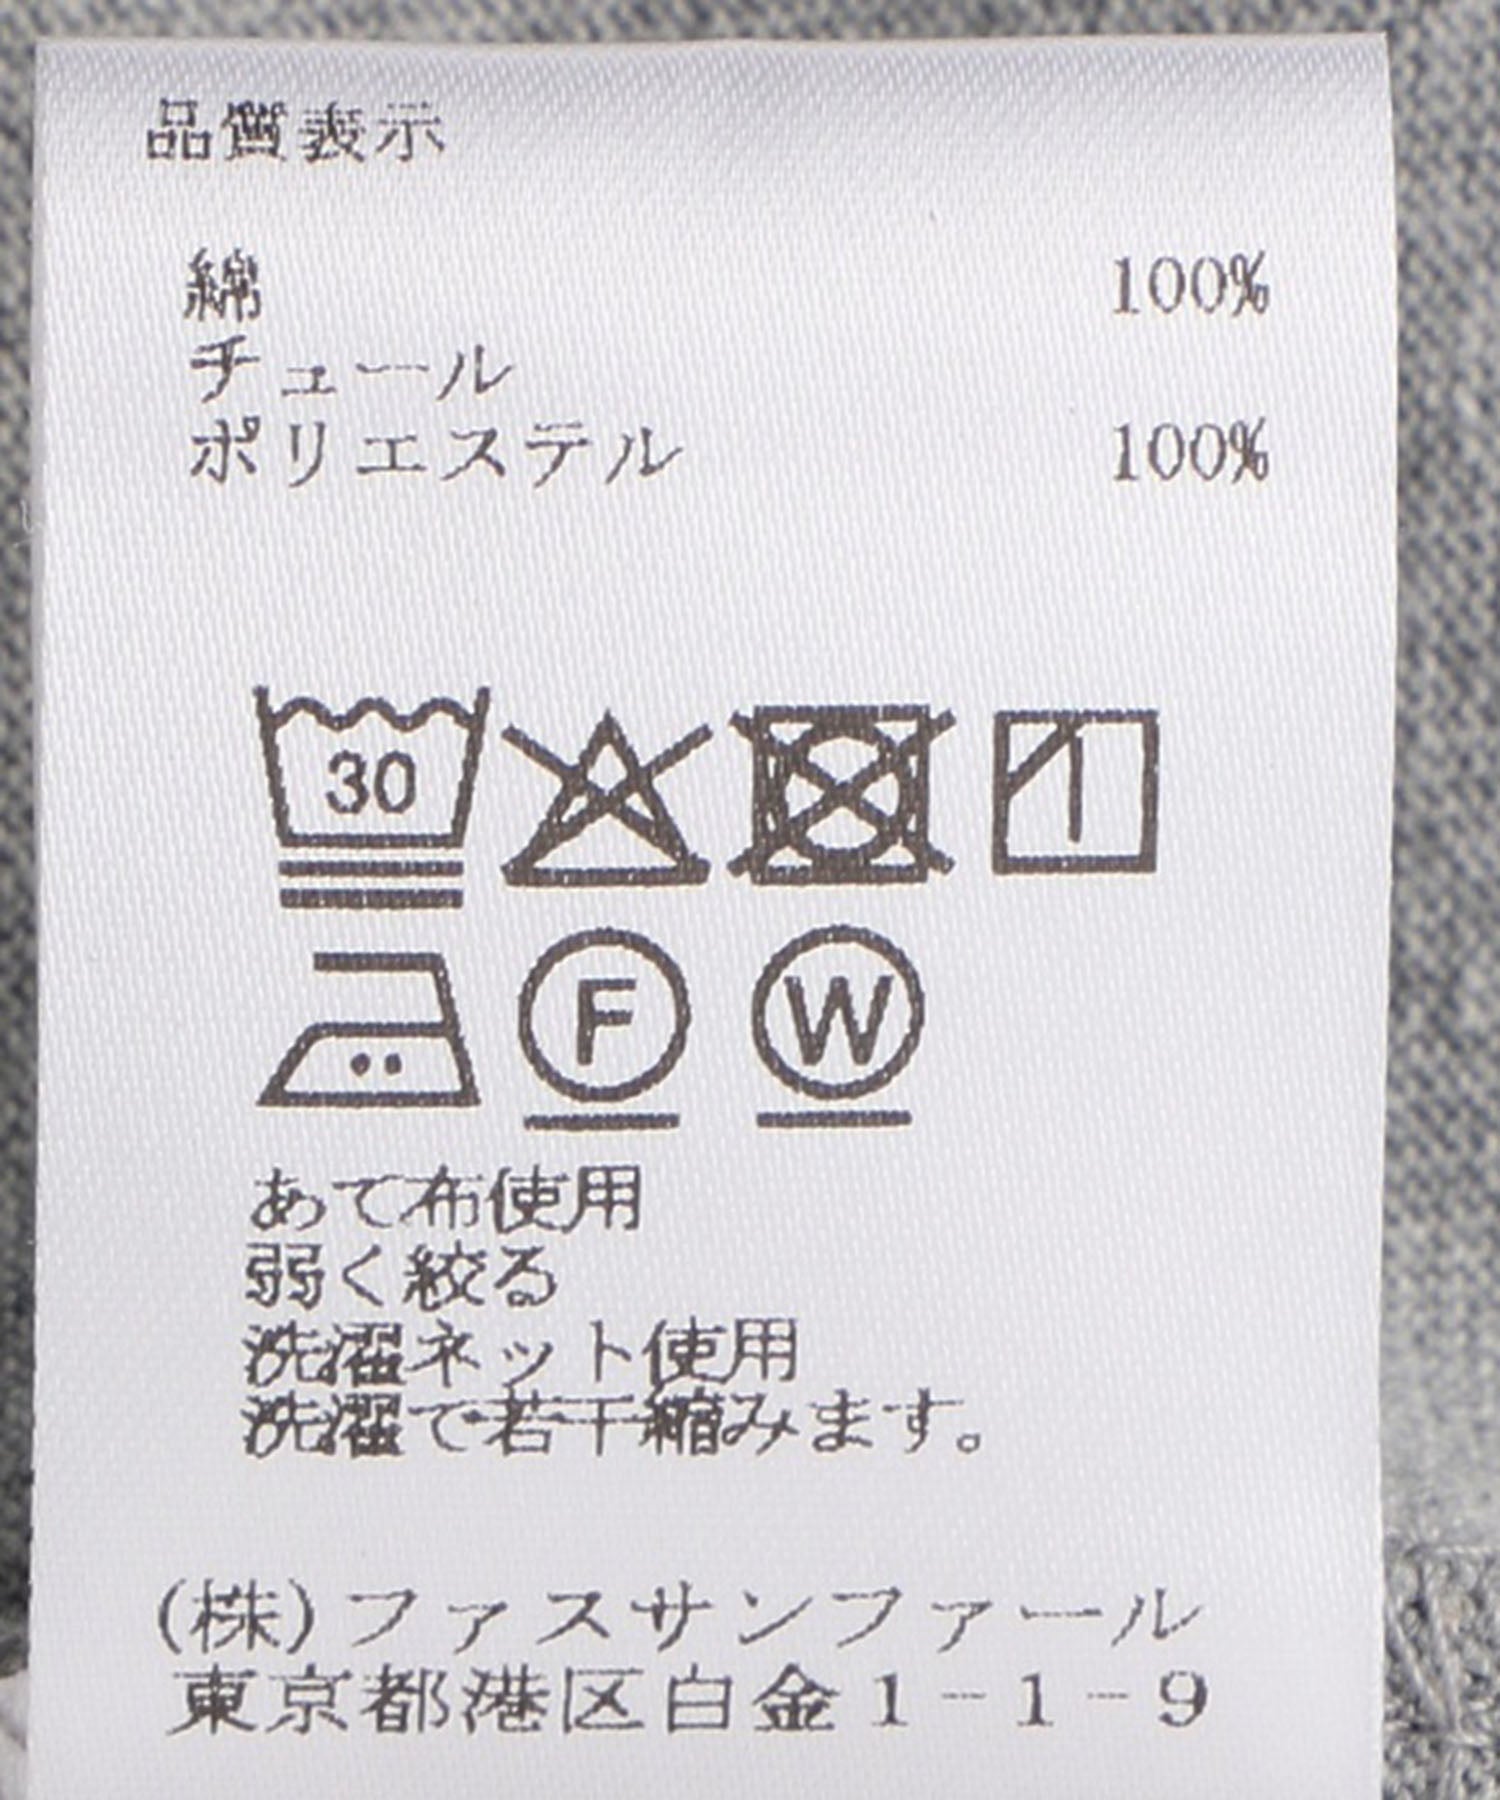 品質表示
綿 100%
チュール
ポリエステル 100%
30
F W
あて布使用
弱く絞る
洗濯ネット使用
洗濯で若干縮みます。
(株)ファスサンファール
東京都港区白金1-1-9